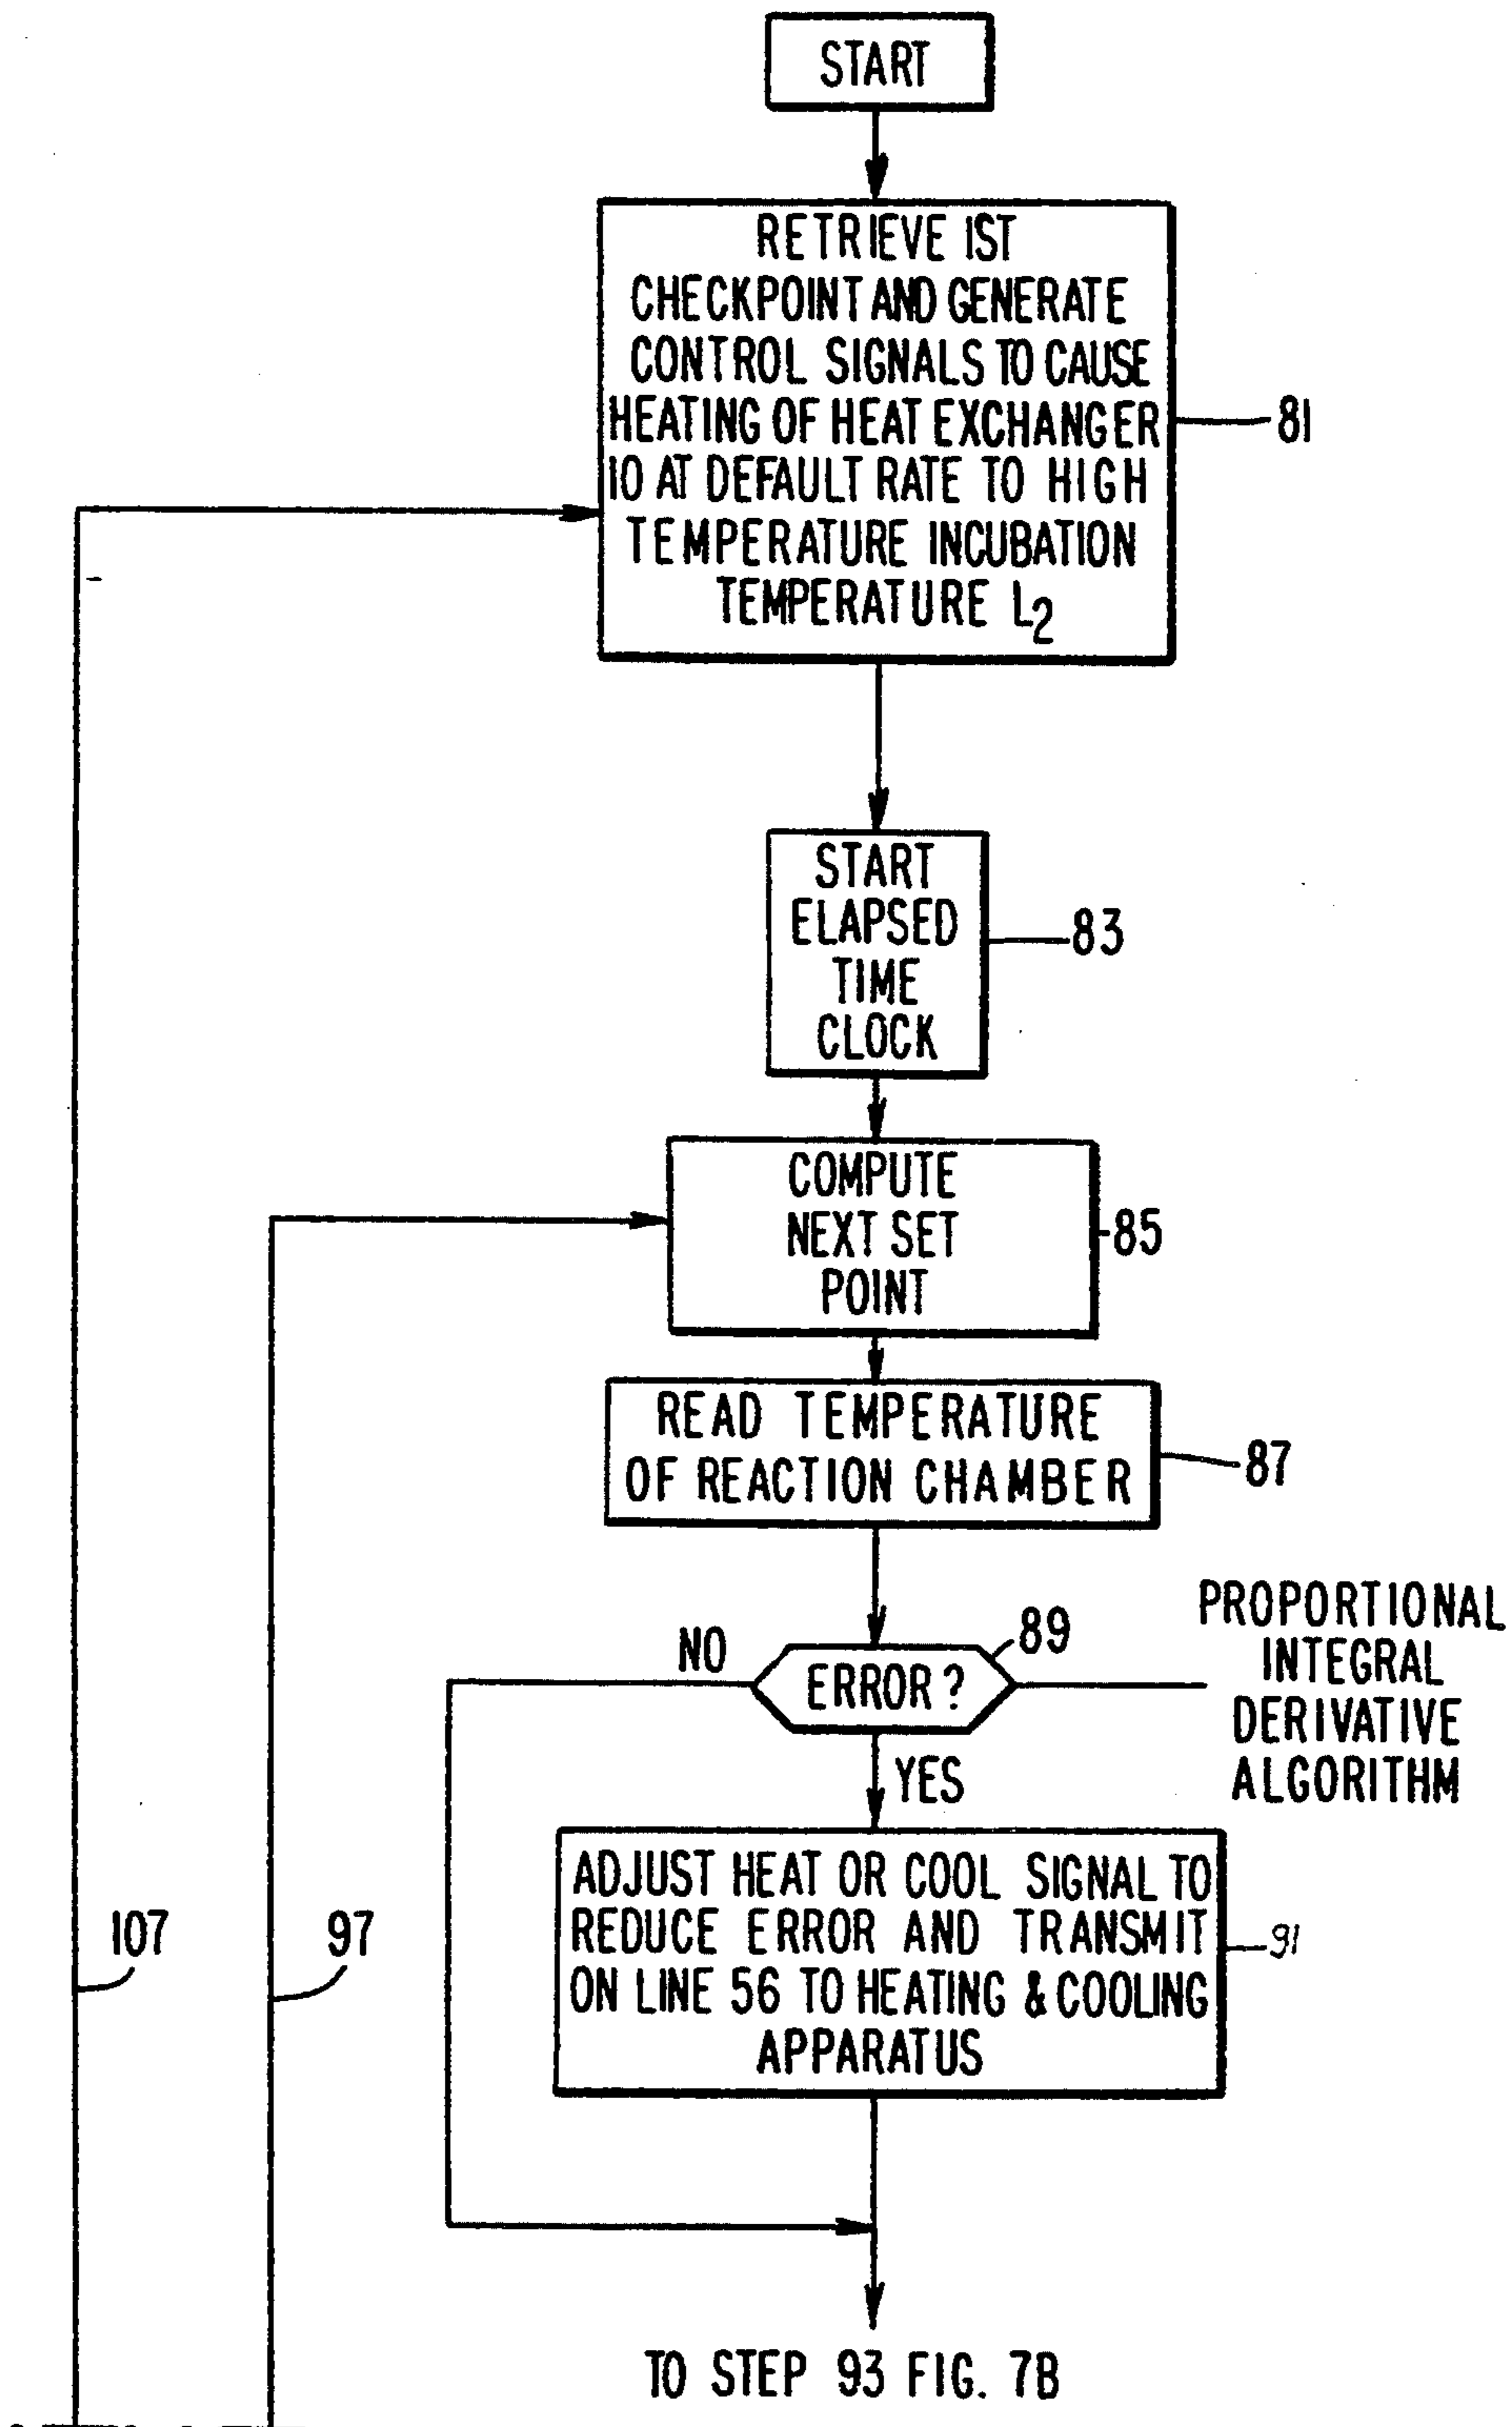 START
RETRIEVE 1ST
CHECKPOINT AND GENERATE
CONTROL SIGNALS TO CAUSE
HEATING OF HEAT EXCHANGER
10 AT DEFAULT RATE TO HIGH
TEMPERATURE INCUBATION
TEMPERATURE L2
81
START
ELAPSED
TIME
CLOCK
83
COMPUTE
NEXT SET
POINT
85
READ TEMPERATURE
OF REACTION CHAMBER
87
NO
ERROR?
89
PROPORTIONAL
INTEGRAL
DERIVATIVE
ALGORITHM
YES
ADJUST HEAT OR COOL SIGNAL TO
REDUCE ERROR AND TRANSMIT
ON LINE 56 TO HEATING & COOLING
APPARATUS
91
107
97
TO STEP 93 FIG. 7B